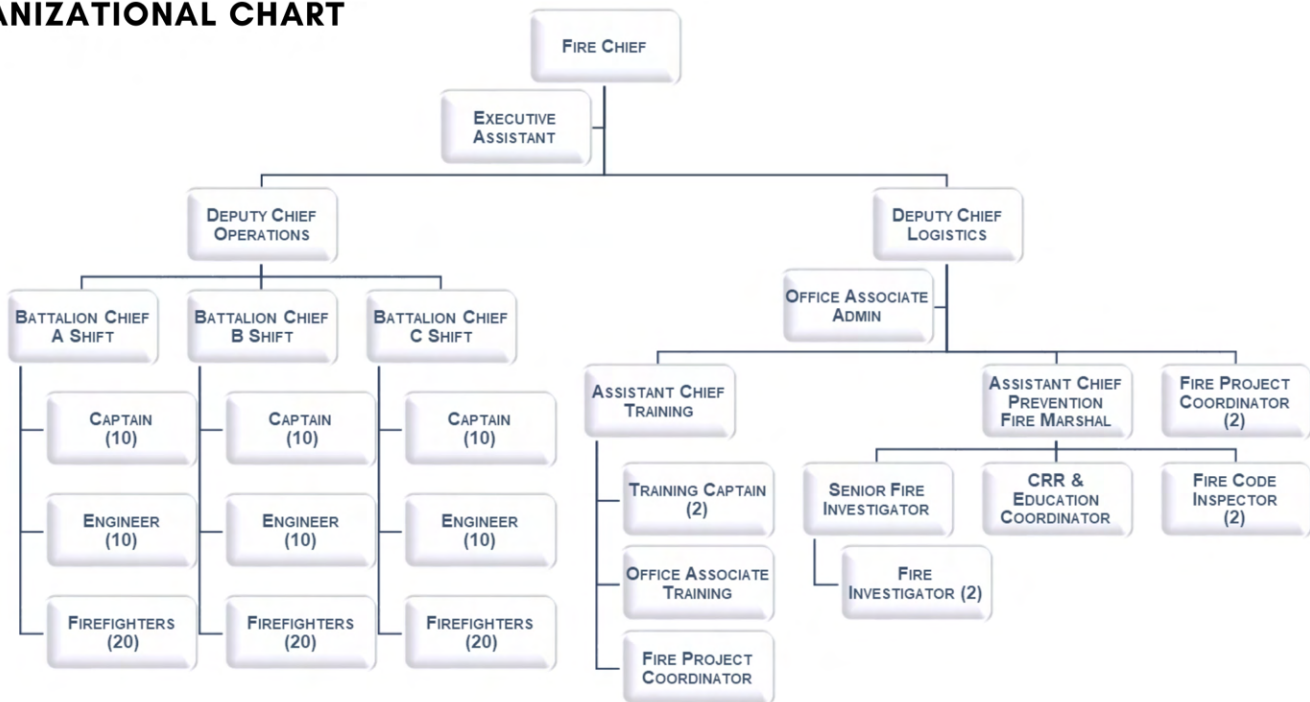 ANIZATIONAL CHART
FIRE CHIEF
EXECUTIVE
ASSISTANT
DEPUTY CHIEF
OPERATIONS
DEPUTY CHIEF
LOGISTICS
OFFICE ASSOCIATE
ADMIN
BATTALION CHIEF
A SHIFT
BATTALION CHIEF
B SHIFT
BATTALION CHIEF
C SHIFT
CAPTAIN
(10)
ENGINEER
(10)
FIREFIGHTERS
(20)
CAPTAIN
(10)
ENGINEER
(10)
FIREFIGHTERS
(20)
CAPTAIN
(10)
ENGINEER
(10)
FIREFIGHTERS
(20)
ASSISTANT CHIEF
TRAINING
TRAINING CAPTAIN
(2)
OFFICE ASSOCIATE
TRAINING
FIRE PROJECT
COORDINATOR
ASSISTANT CHIEF
PREVENTION
FIRE MARSHAL
SENIOR FIRE
INVESTIGATOR
FIRE
INVESTIGATOR (2)
CRR &
EDUCATION
COORDINATOR
FIRE CODE
INSPECTOR
(2)
FIRE PROJECT
COORDINATOR
(2)